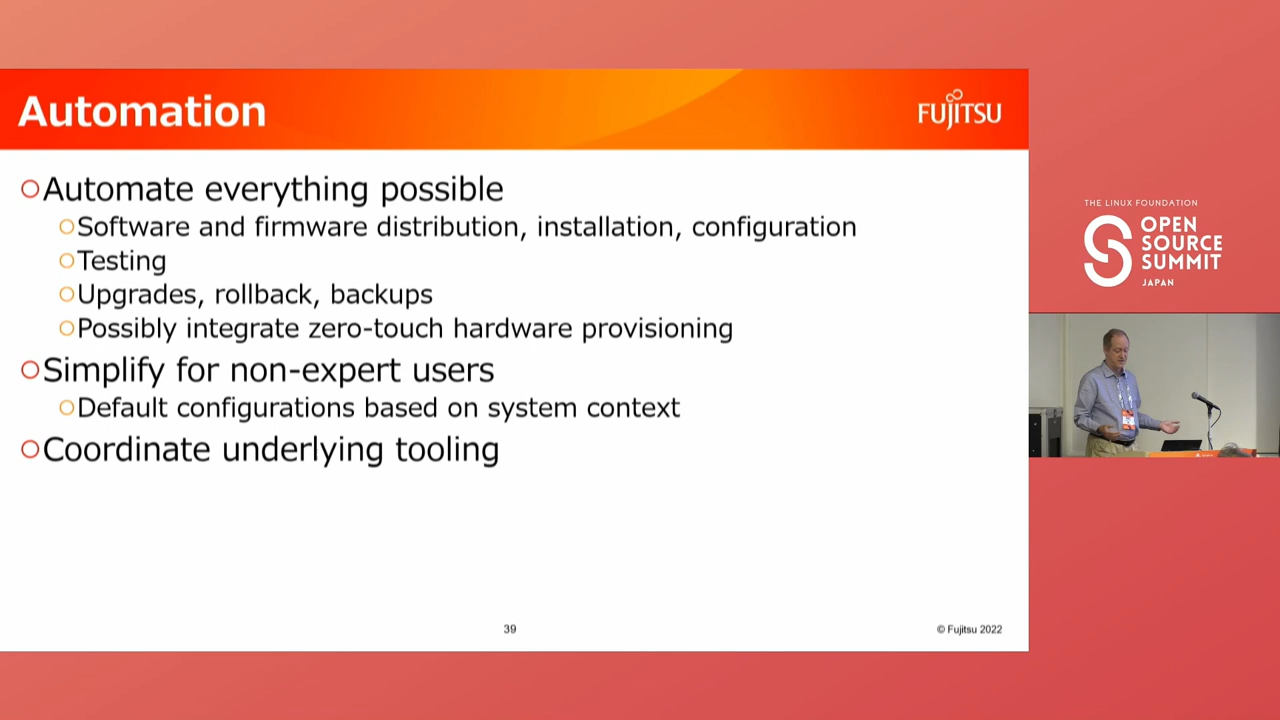 Automation
FUJITSU
Automate everything possible
Software and firmware distribution, installation, configuration
Testing
Upgrades, rollback, backups
Possibly integrate zero-touch hardware provisioning
Simplify for non-expert users
Default configurations based on system context
Coordinate underlying tooling
39
© Fujitsu 2022
THE LINUX FOUNDATION
OPEN
SOURCE
SUMMIT
JAPAN